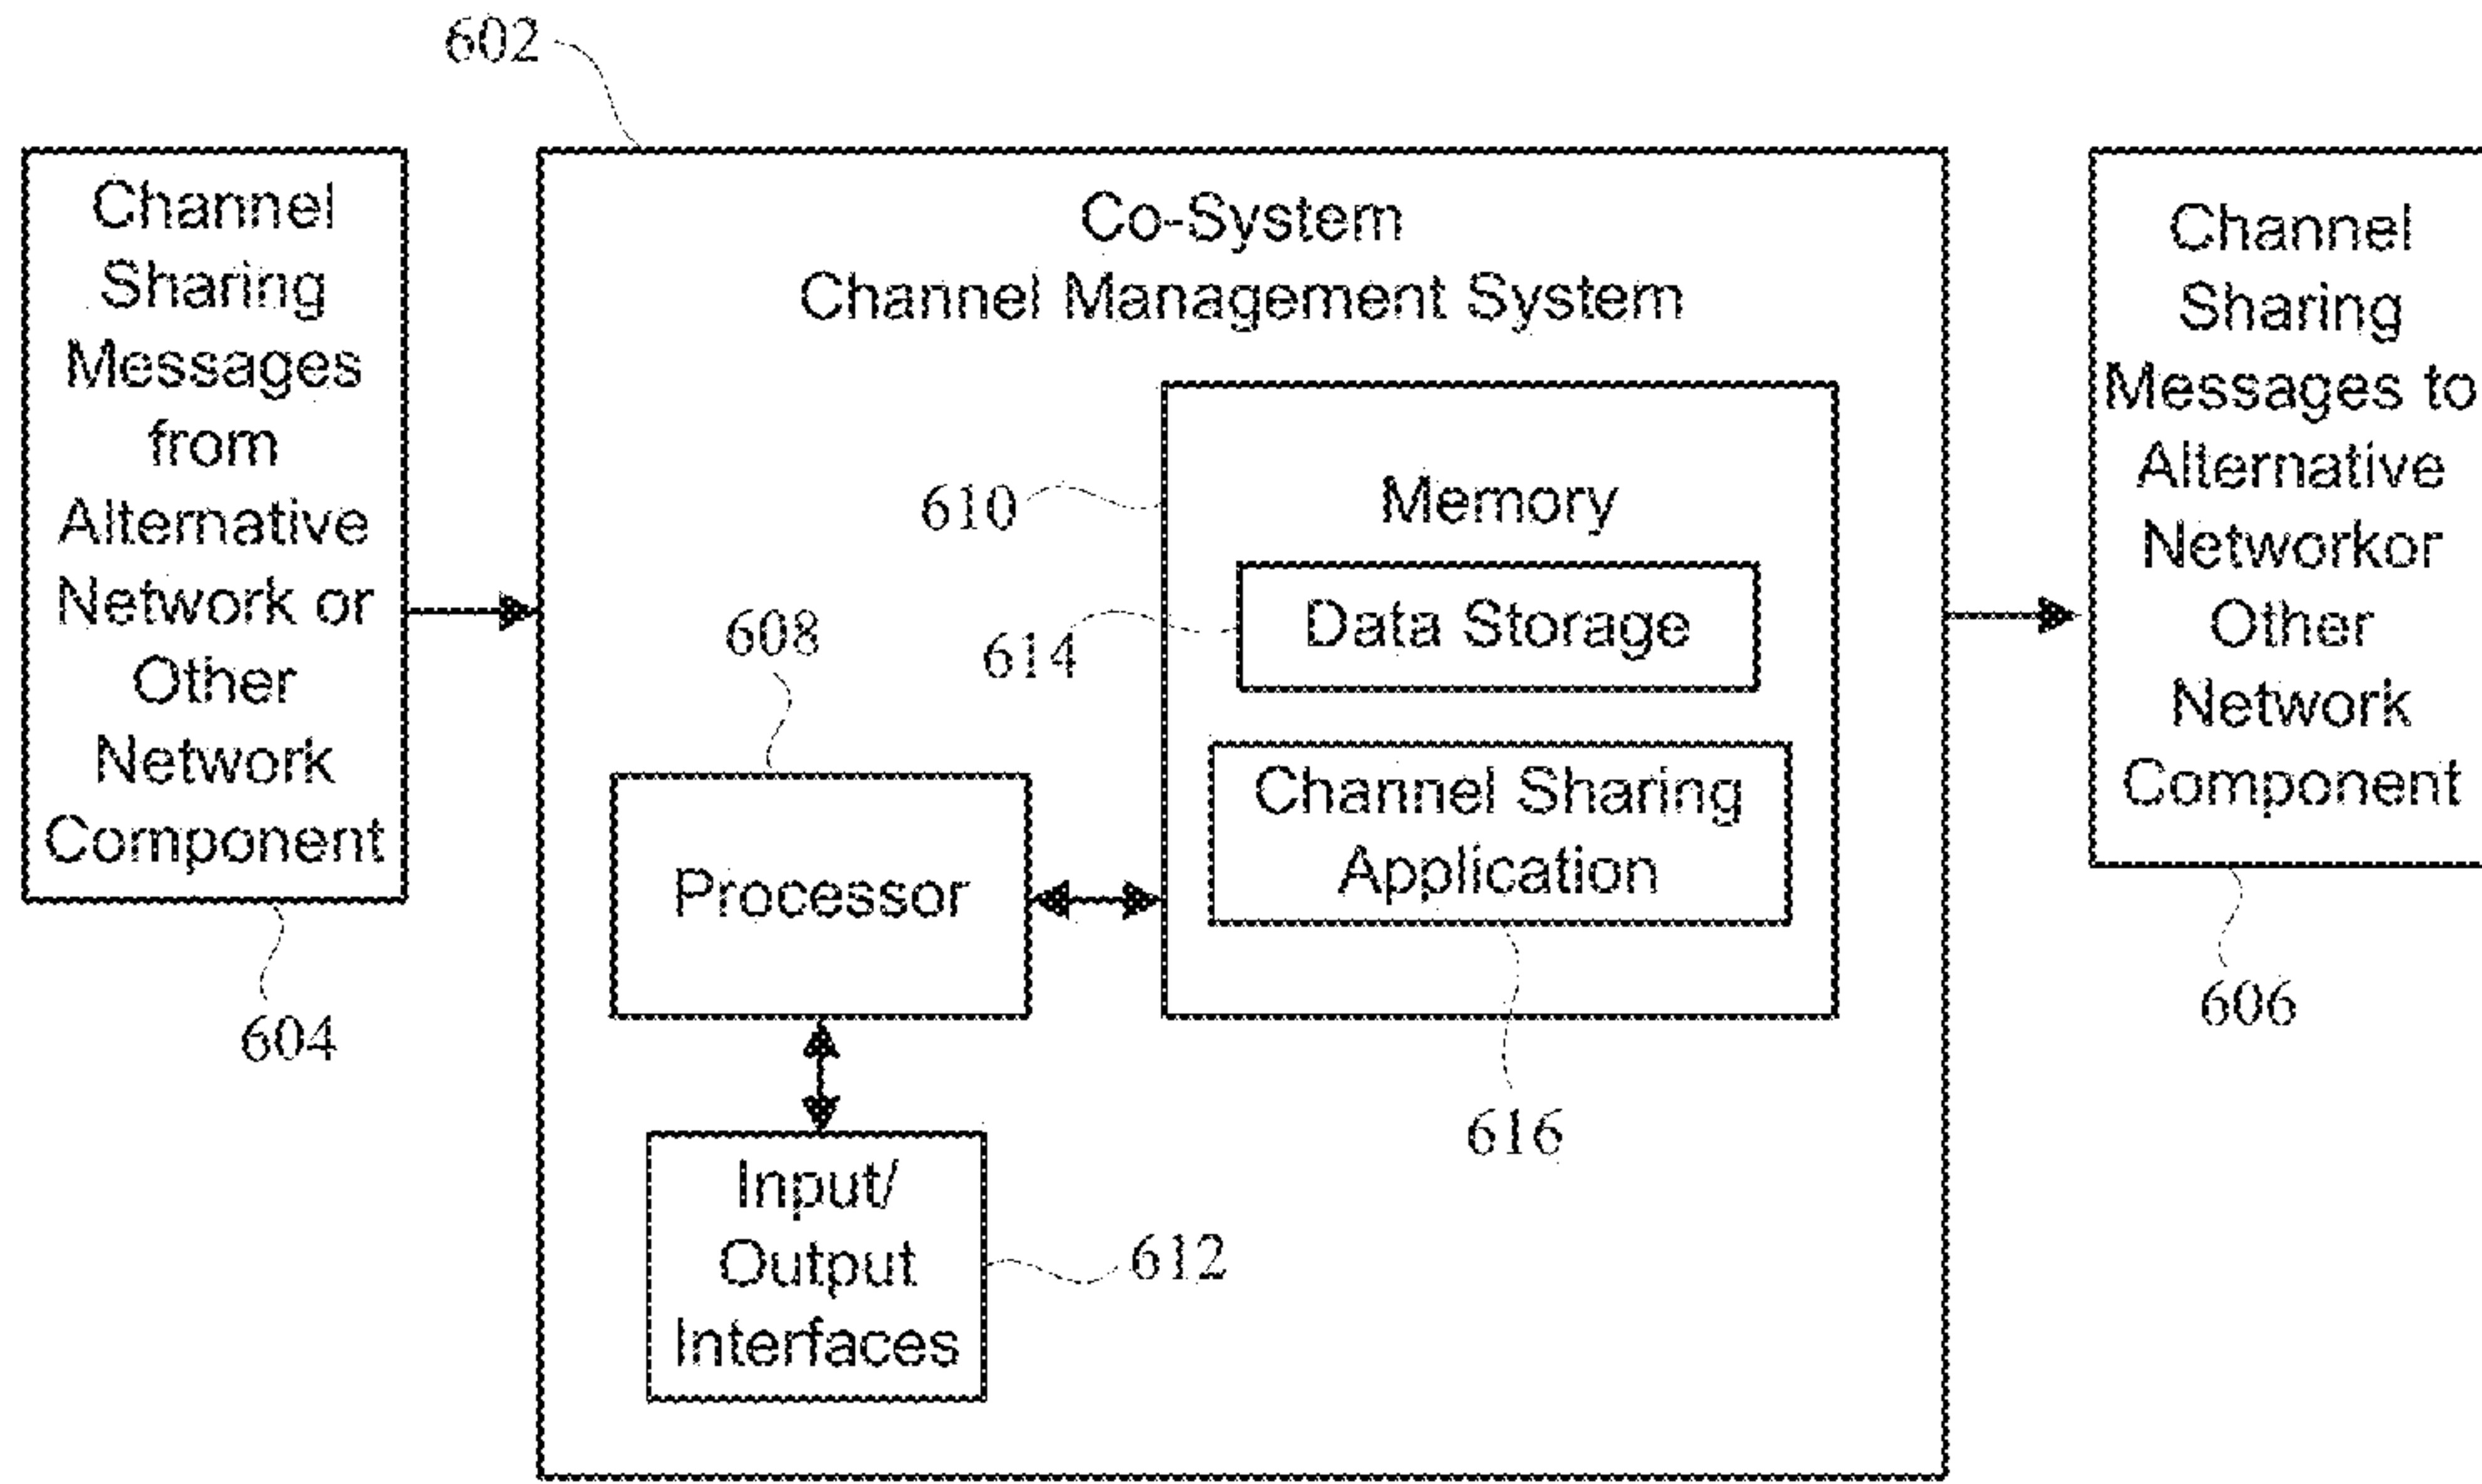 602
Channel
Sharing
Messages
from
Alternative
Network or
Other
Network
Component
604
Co-System
Channel Management System
610
Memory
614
Data Storage
608
Channel Sharing
Application
Processor
616
Input/
Output
Interfaces
612
Channel
Sharing
Messages to
Alternative
Networkor
Other
Network
Component
606